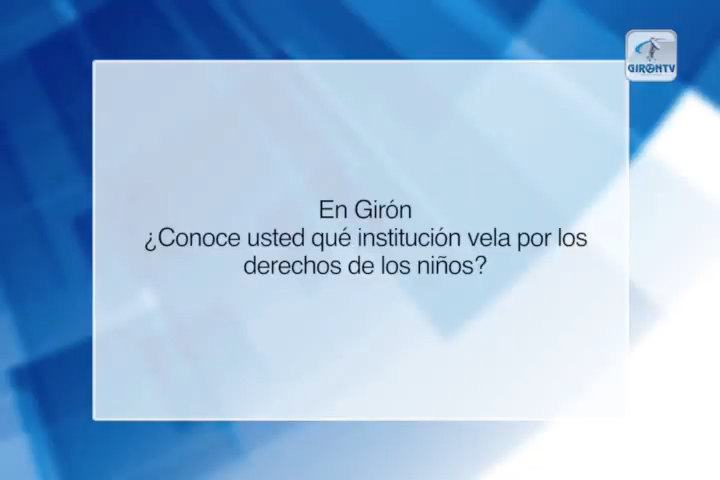 GIRONTV
En Girón
¿Conoce usted qué institución vela por los
derechos de los niños?